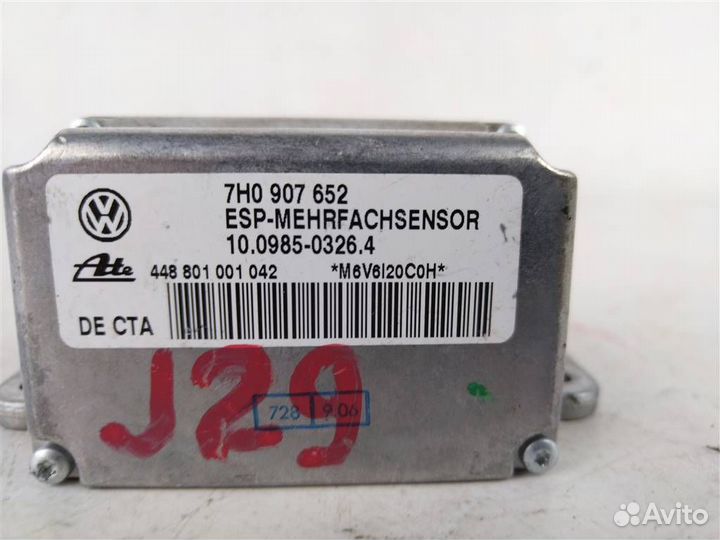 7H0 907 652
ESP-MEHRFACHSENSOR
10.0985-0326.4
Ate 448 801 001 042 *M6V6I20C0H*
DE CTA
J29
728 9.06
Avito